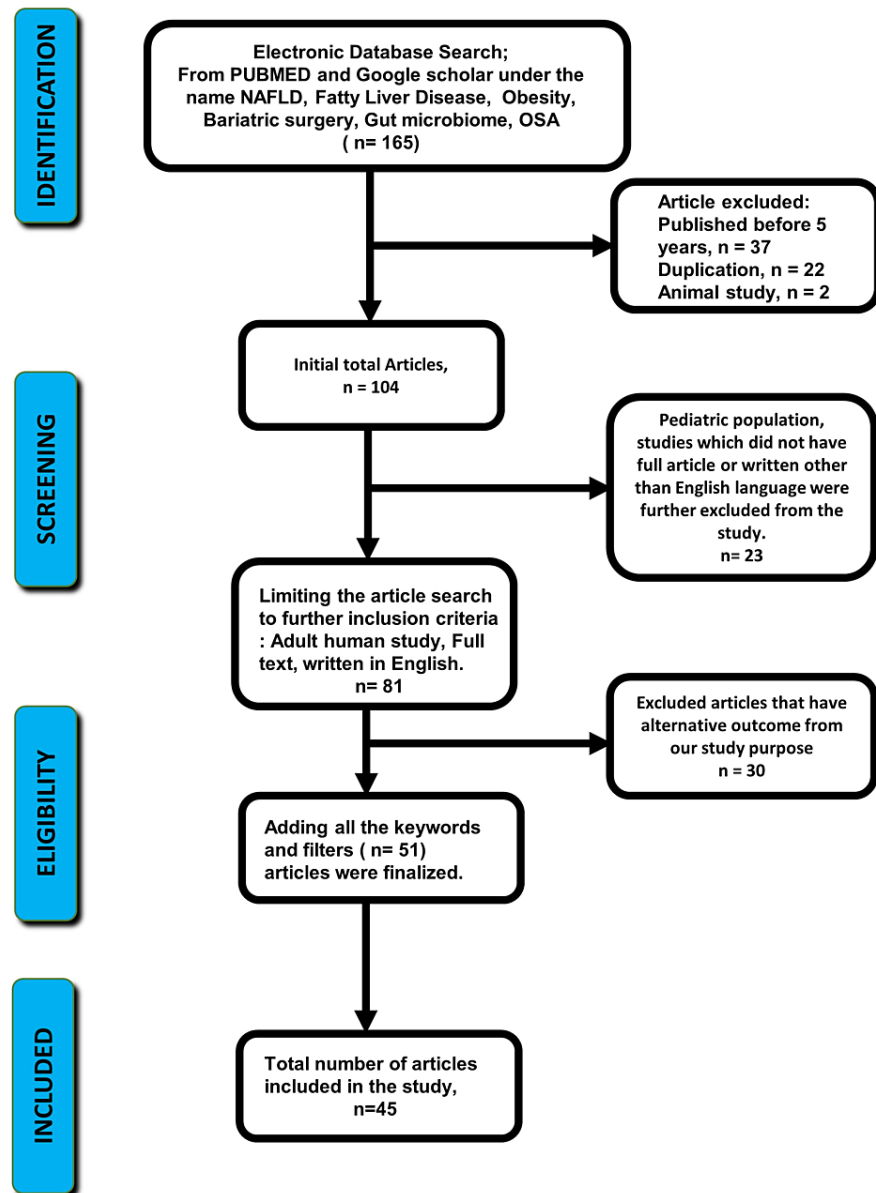 IDENTIFICATION
Electronic Database Search;
From PUBMED and Google scholar under the
name NAFLD, Fatty Liver Disease, Obesity,
Bariatric surgery, Gut microbiome, OSA
( n= 165)
Article excluded:
Published before 5
years, n = 37
Duplication, n = 22
Animal study, n = 2
Initial total Articles,
n = 104
SCREENING
Pediatric population,
studies which did not have
full article or written other
than English language were
further excluded from the
study.
n= 23
Limiting the article search
to further inclusion criteria
: Adult human study, Full
text, written in English.
n= 81
ELIGIBILITY
Excluded articles that have
alternative outcome from
our study purpose
n = 30
Adding all the keywords
and filters ( n= 51)
articles were finalized.
INCLUDED
Total number of articles
included in the study,
n=45